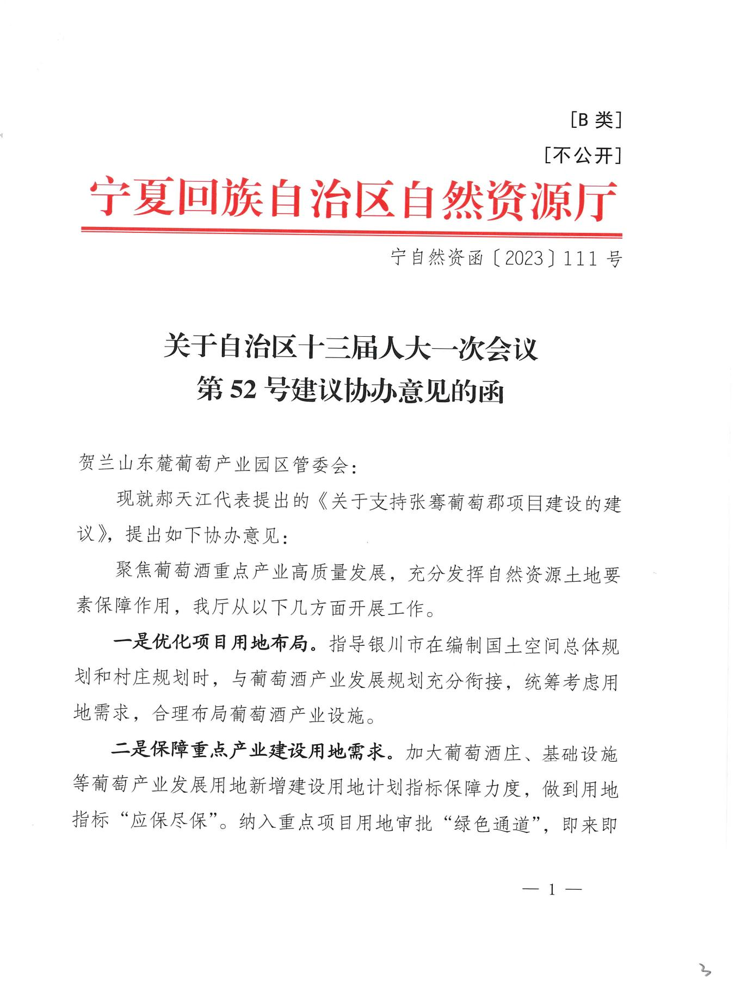 [B 类]
[不公开]
宁夏回族自治区自然资源厅
宁自然资函〔2023〕111 号
关于自治区十三届人大一次会议
第 52 号建议协办意见的函
贺兰山东麓葡萄产业园区管委会：
现就郝天江代表提出的《关于支持张骞葡萄郡项目建设的建
议》，提出如下协办意见：
聚焦葡萄酒重点产业高质量发展，充分发挥自然资源土地要
素保障作用，我厅从以下几方面开展工作。
一是优化项目用地布局。指导银川市在编制国土空间总体规
划和村庄规划时，与葡萄酒产业发展规划充分衔接，统筹考虑用
地需求，合理布局葡萄酒产业设施。
二是保障重点产业建设用地需求。加大葡萄酒庄、基础设施
等葡萄产业发展用地新增建设用地计划指标保障力度，做到用地
指标“应保尽保”。纳入重点项目用地审批“绿色通道”，即来即
— 1 —
3